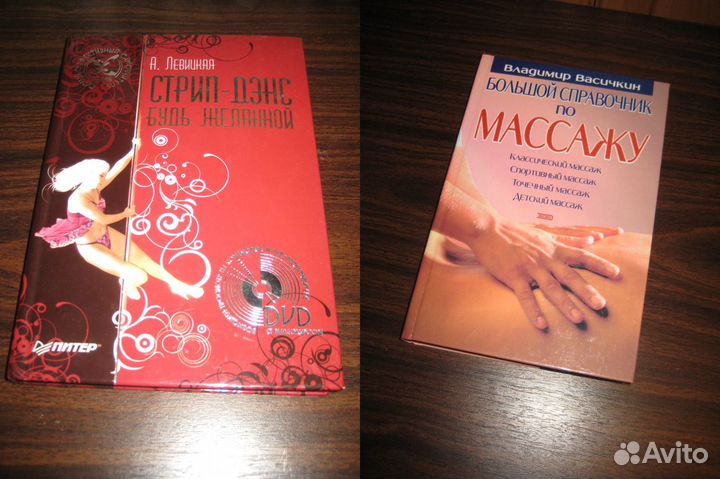 А. Левицкая
СТРИП-ДЭНС
БУДЬ ЖЕЛАННОЙ
DVD
ПИТЕР
Владимир Васичкин
БОЛЬШОЙ СПРАВОЧНИК
ПО
МАССАЖУ
Классический массаж
Спортивный массаж
Точечный массаж
Детский массаж
Avito